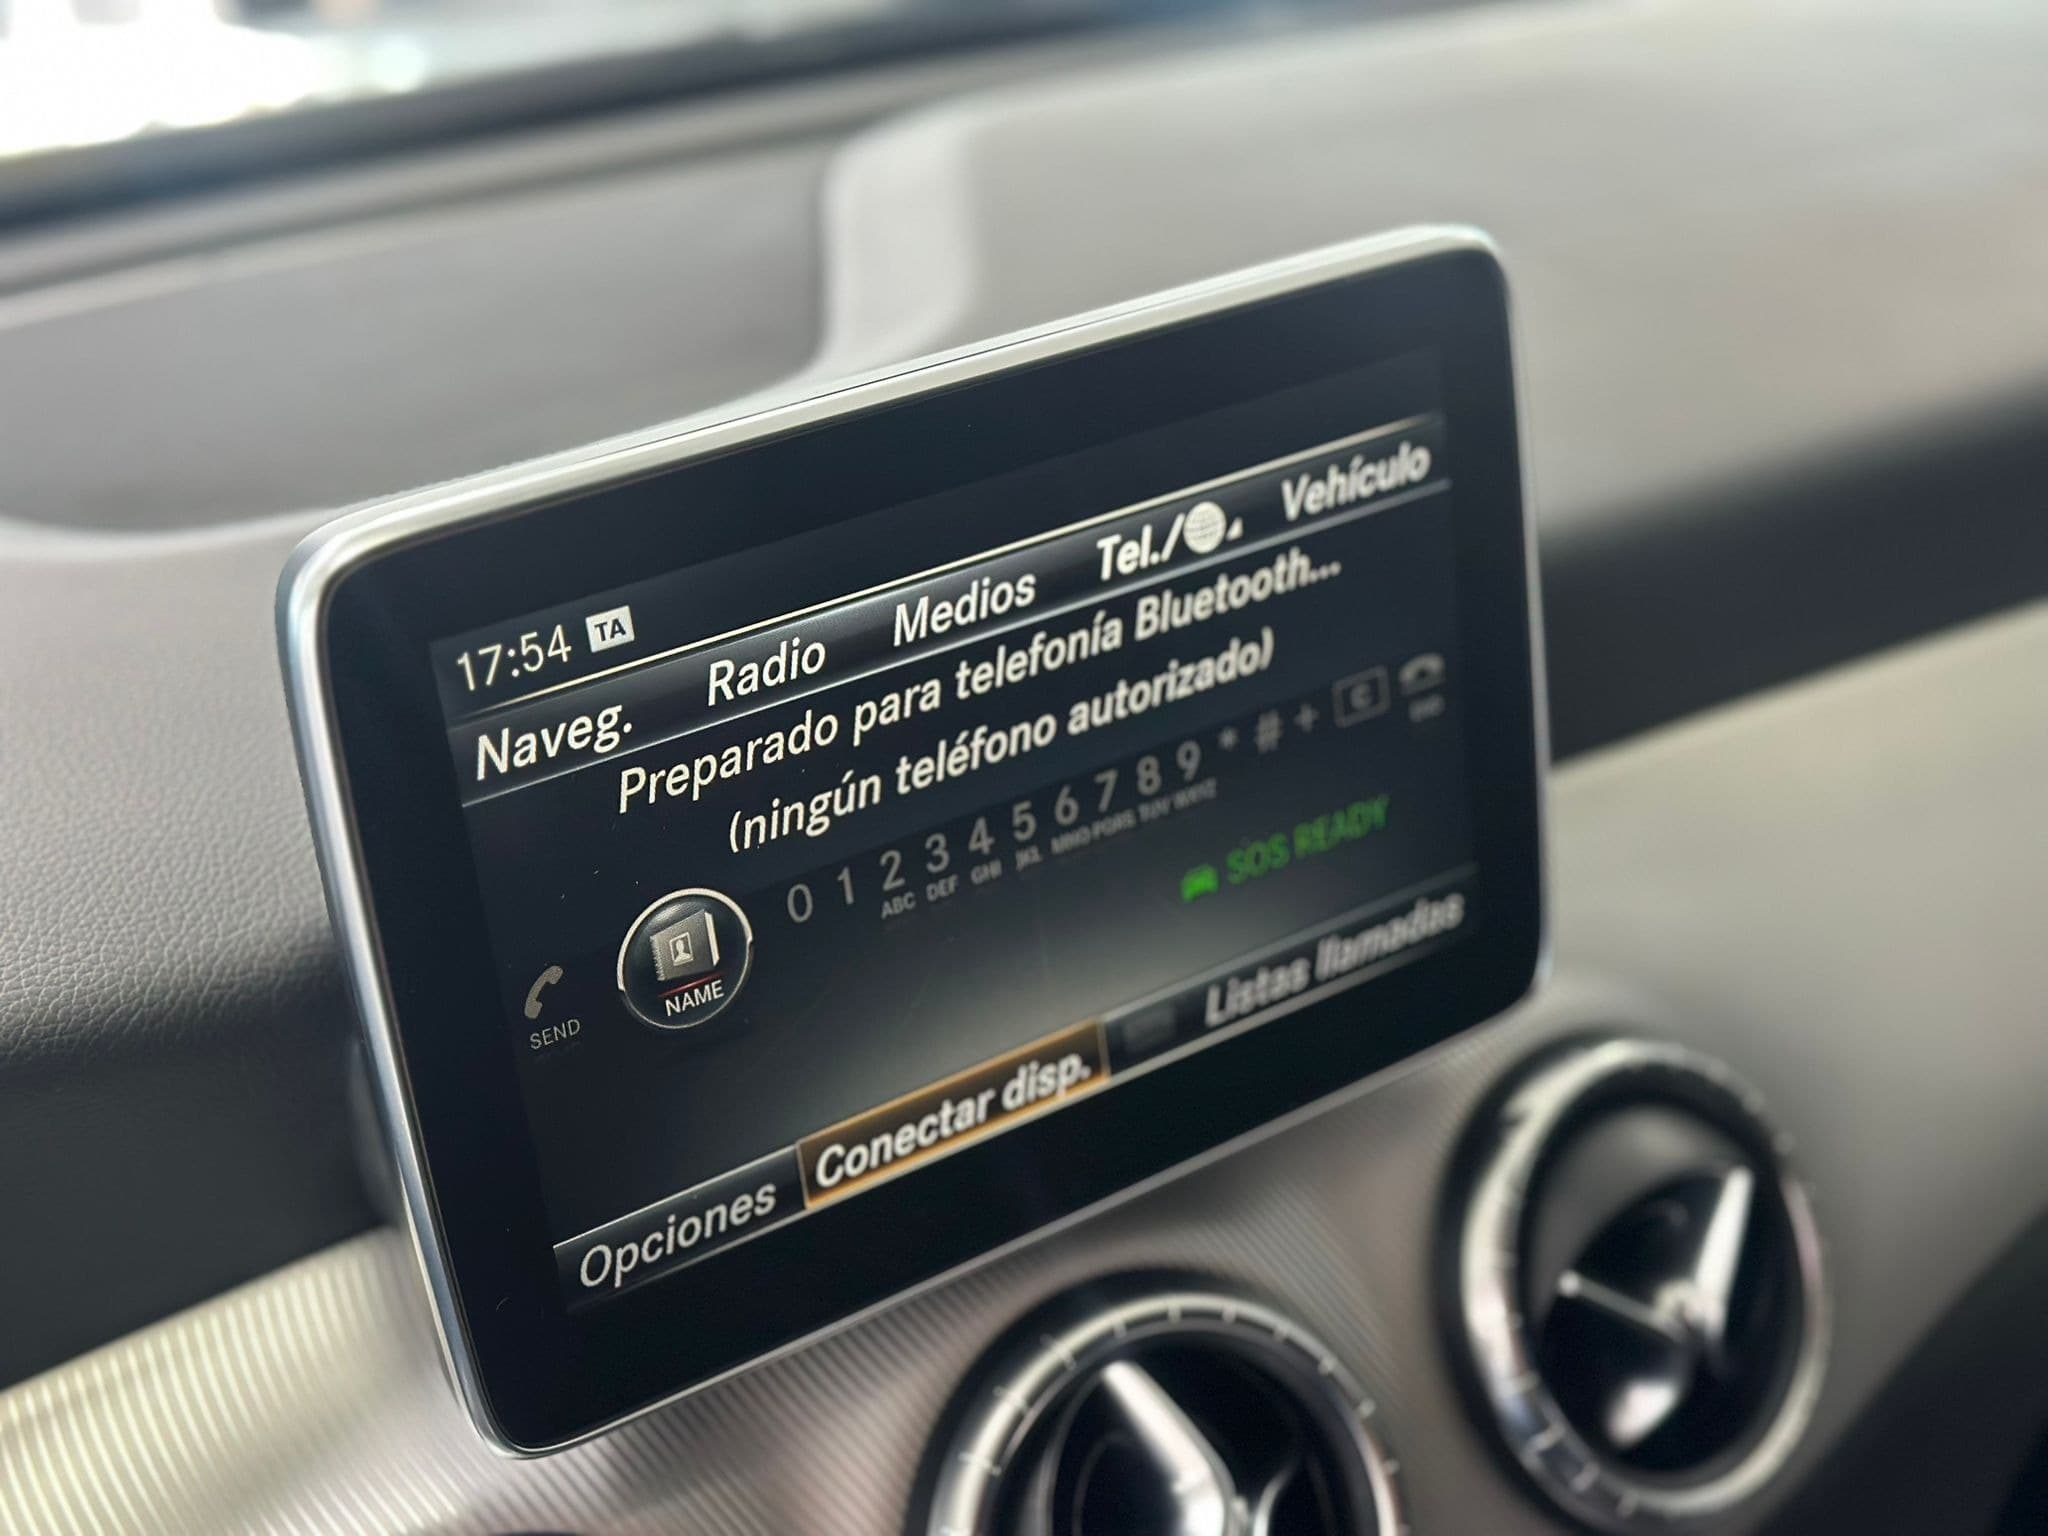 17:54 TA
Naveg. Radio Medios Tel./ Vehículo
Preparado para telefonía Bluetooth...
(ningún teléfono autorizado)
0 1 2 3 4 5 6 7 8 9 * # + C
ABC DEF GHI JKL MNO PQRS TUV WXYZ
SOS READY
NAME
SEND
Opciones Conectar disp. Listas llamadas